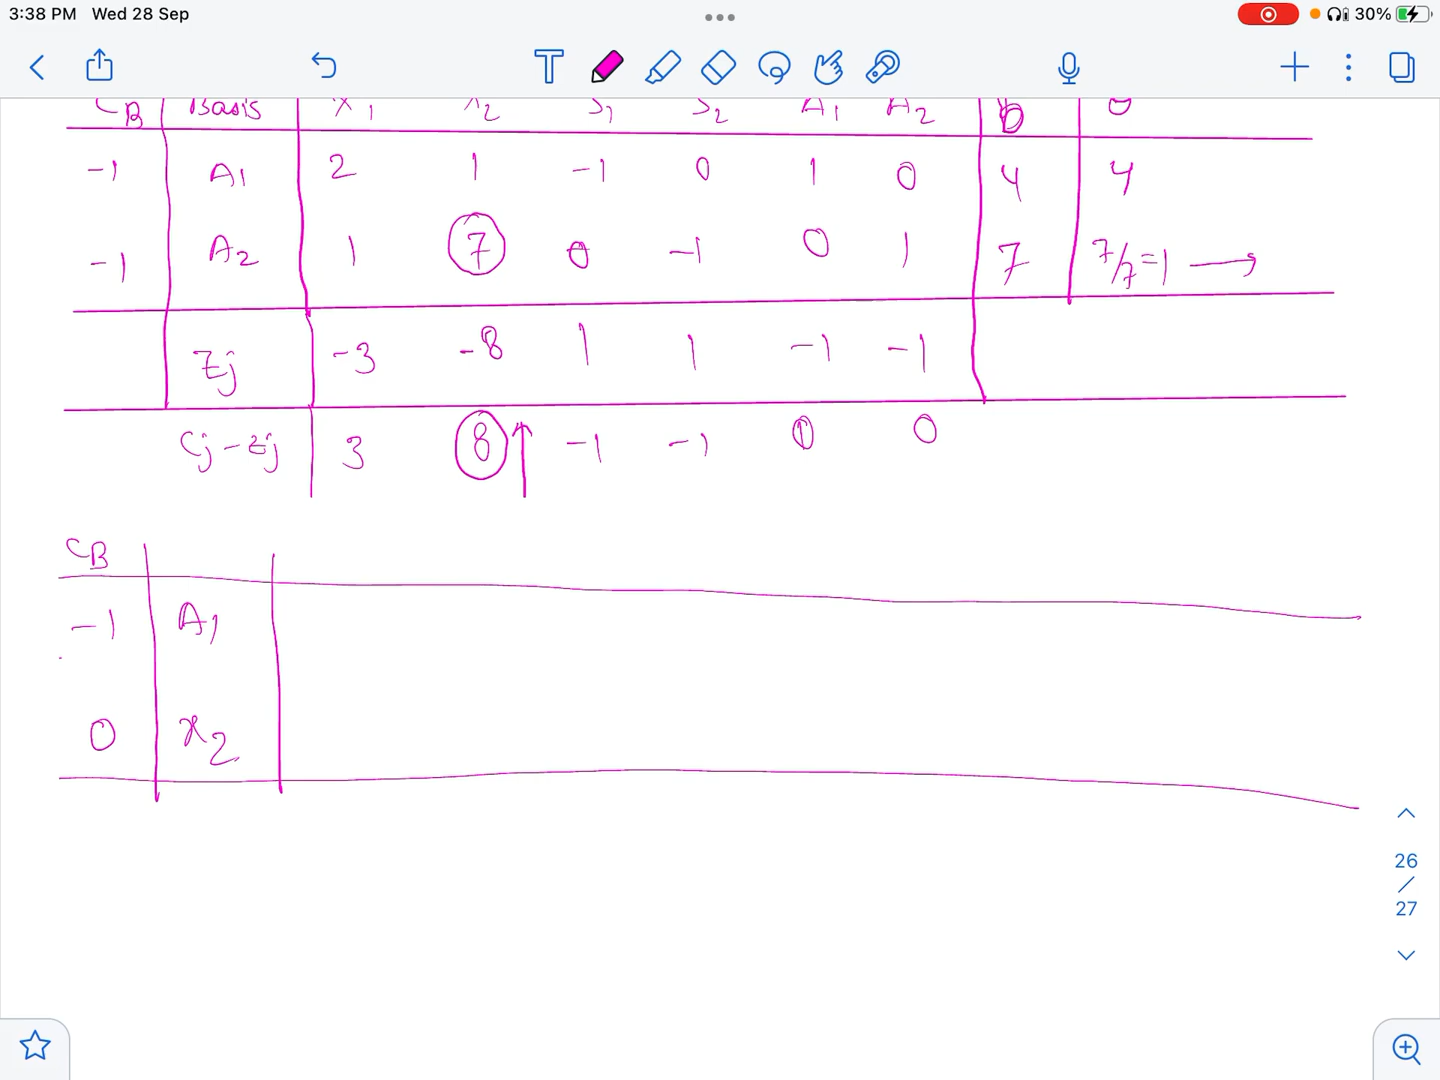 3:38 PM Wed 28 Sep 30%
CB Basis x1 x2 S1 S2 A1 A2 b θ
-1 A1 2 1 -1 0 1 0 4 4
-1 A2 1 7 0 -1 0 1 7 7/7=1 →
Zj -3 -8 1 1 -1 -1
Cj-Zj 3 8 ↑ -1 -1 0 0
CB
-1 A1
0 x2
26
/
27